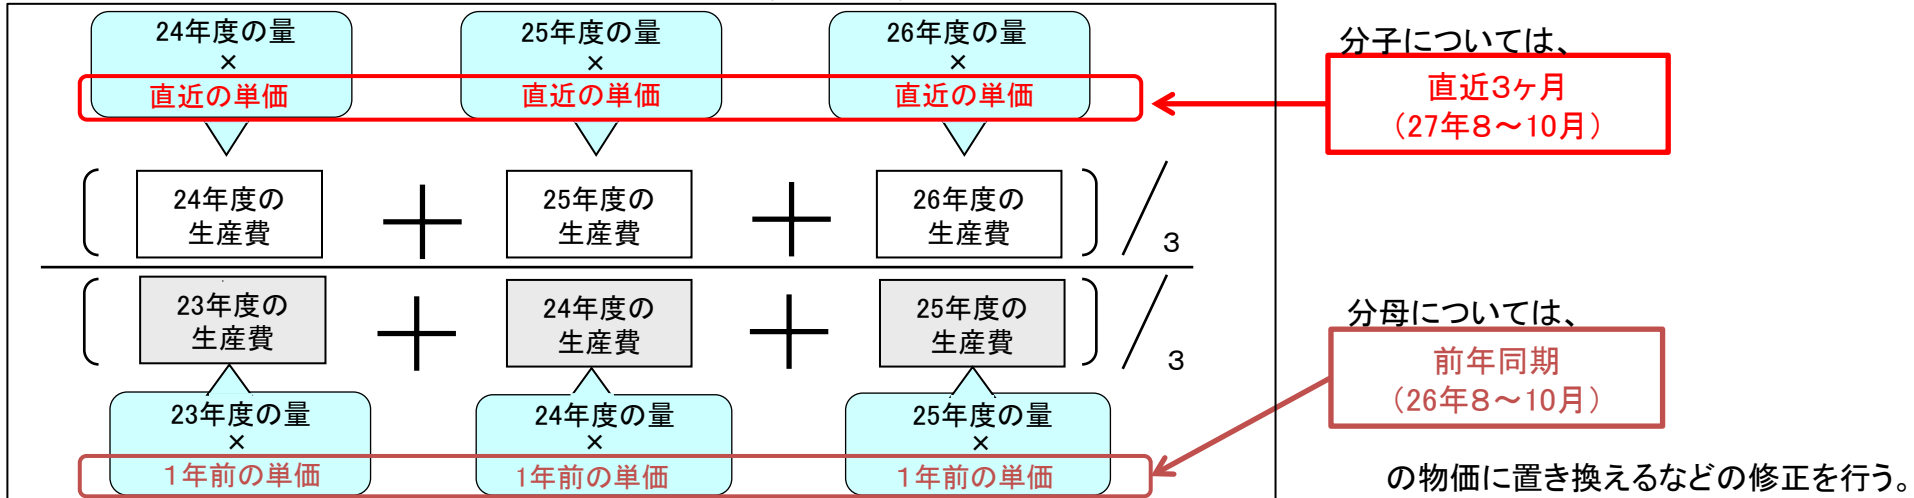 24年度の量
×
直近の単価
25年度の量
×
直近の単価
26年度の量
×
直近の単価
分子については、
直近3ヶ月
（27年8～10月）
24年度の
生産費
＋
25年度の
生産費
＋
26年度の
生産費
／3
23年度の
生産費
＋
24年度の
生産費
＋
25年度の
生産費
／3
分母については、
前年同期
（26年8～10月）
23年度の量
×
1年前の単価
24年度の量
×
1年前の単価
25年度の量
×
1年前の単価
の物価に置き換えるなどの修正を行う。